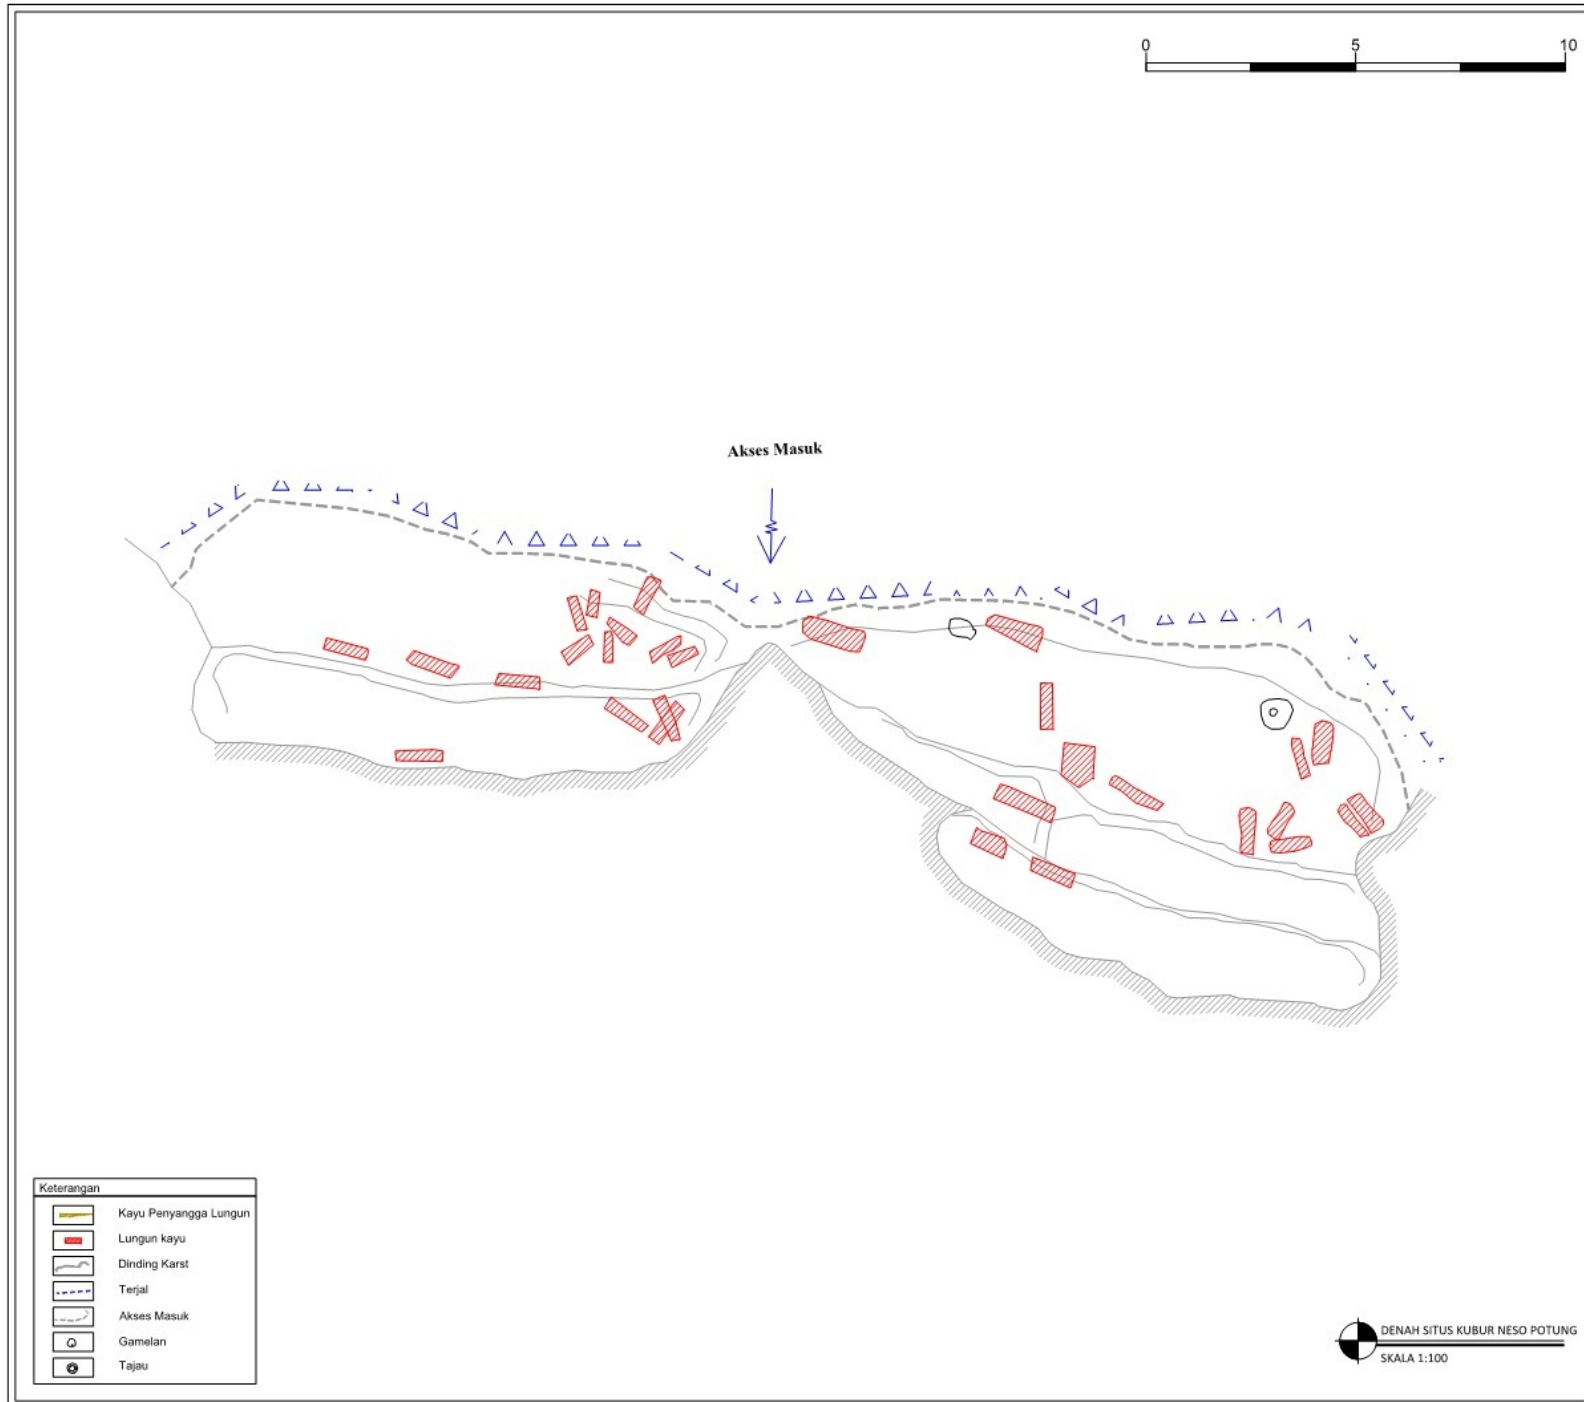 0 5 10
Akses Masuk
Keterangan
Kayu Penyangga Lungun
Lungun kayu
Dinding Karst
Terjal
Akses Masuk
Gamelan
Tajau
DENAH SITUS KUBUR NESO POTUNG
SKALA 1:100